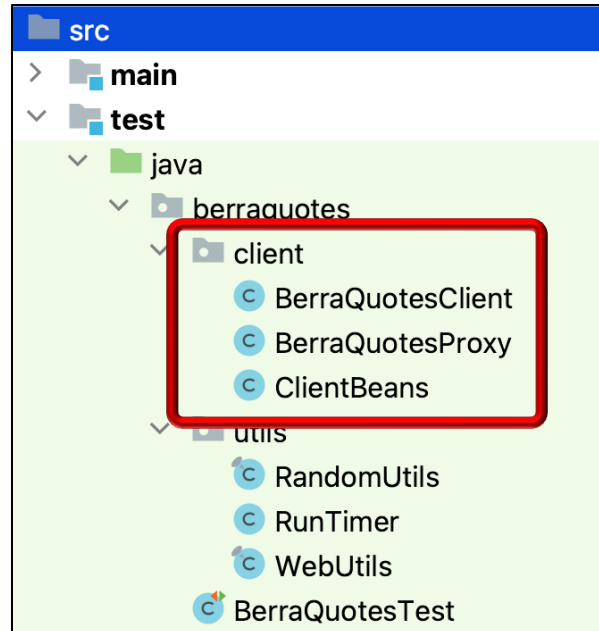 src
main
test
java
berraquotes
client
C BerraQuotesClient
C BerraQuotesProxy
C ClientBeans
utils
C RandomUtils
C RunTimer
C WebUtils
C BerraQuotesTest